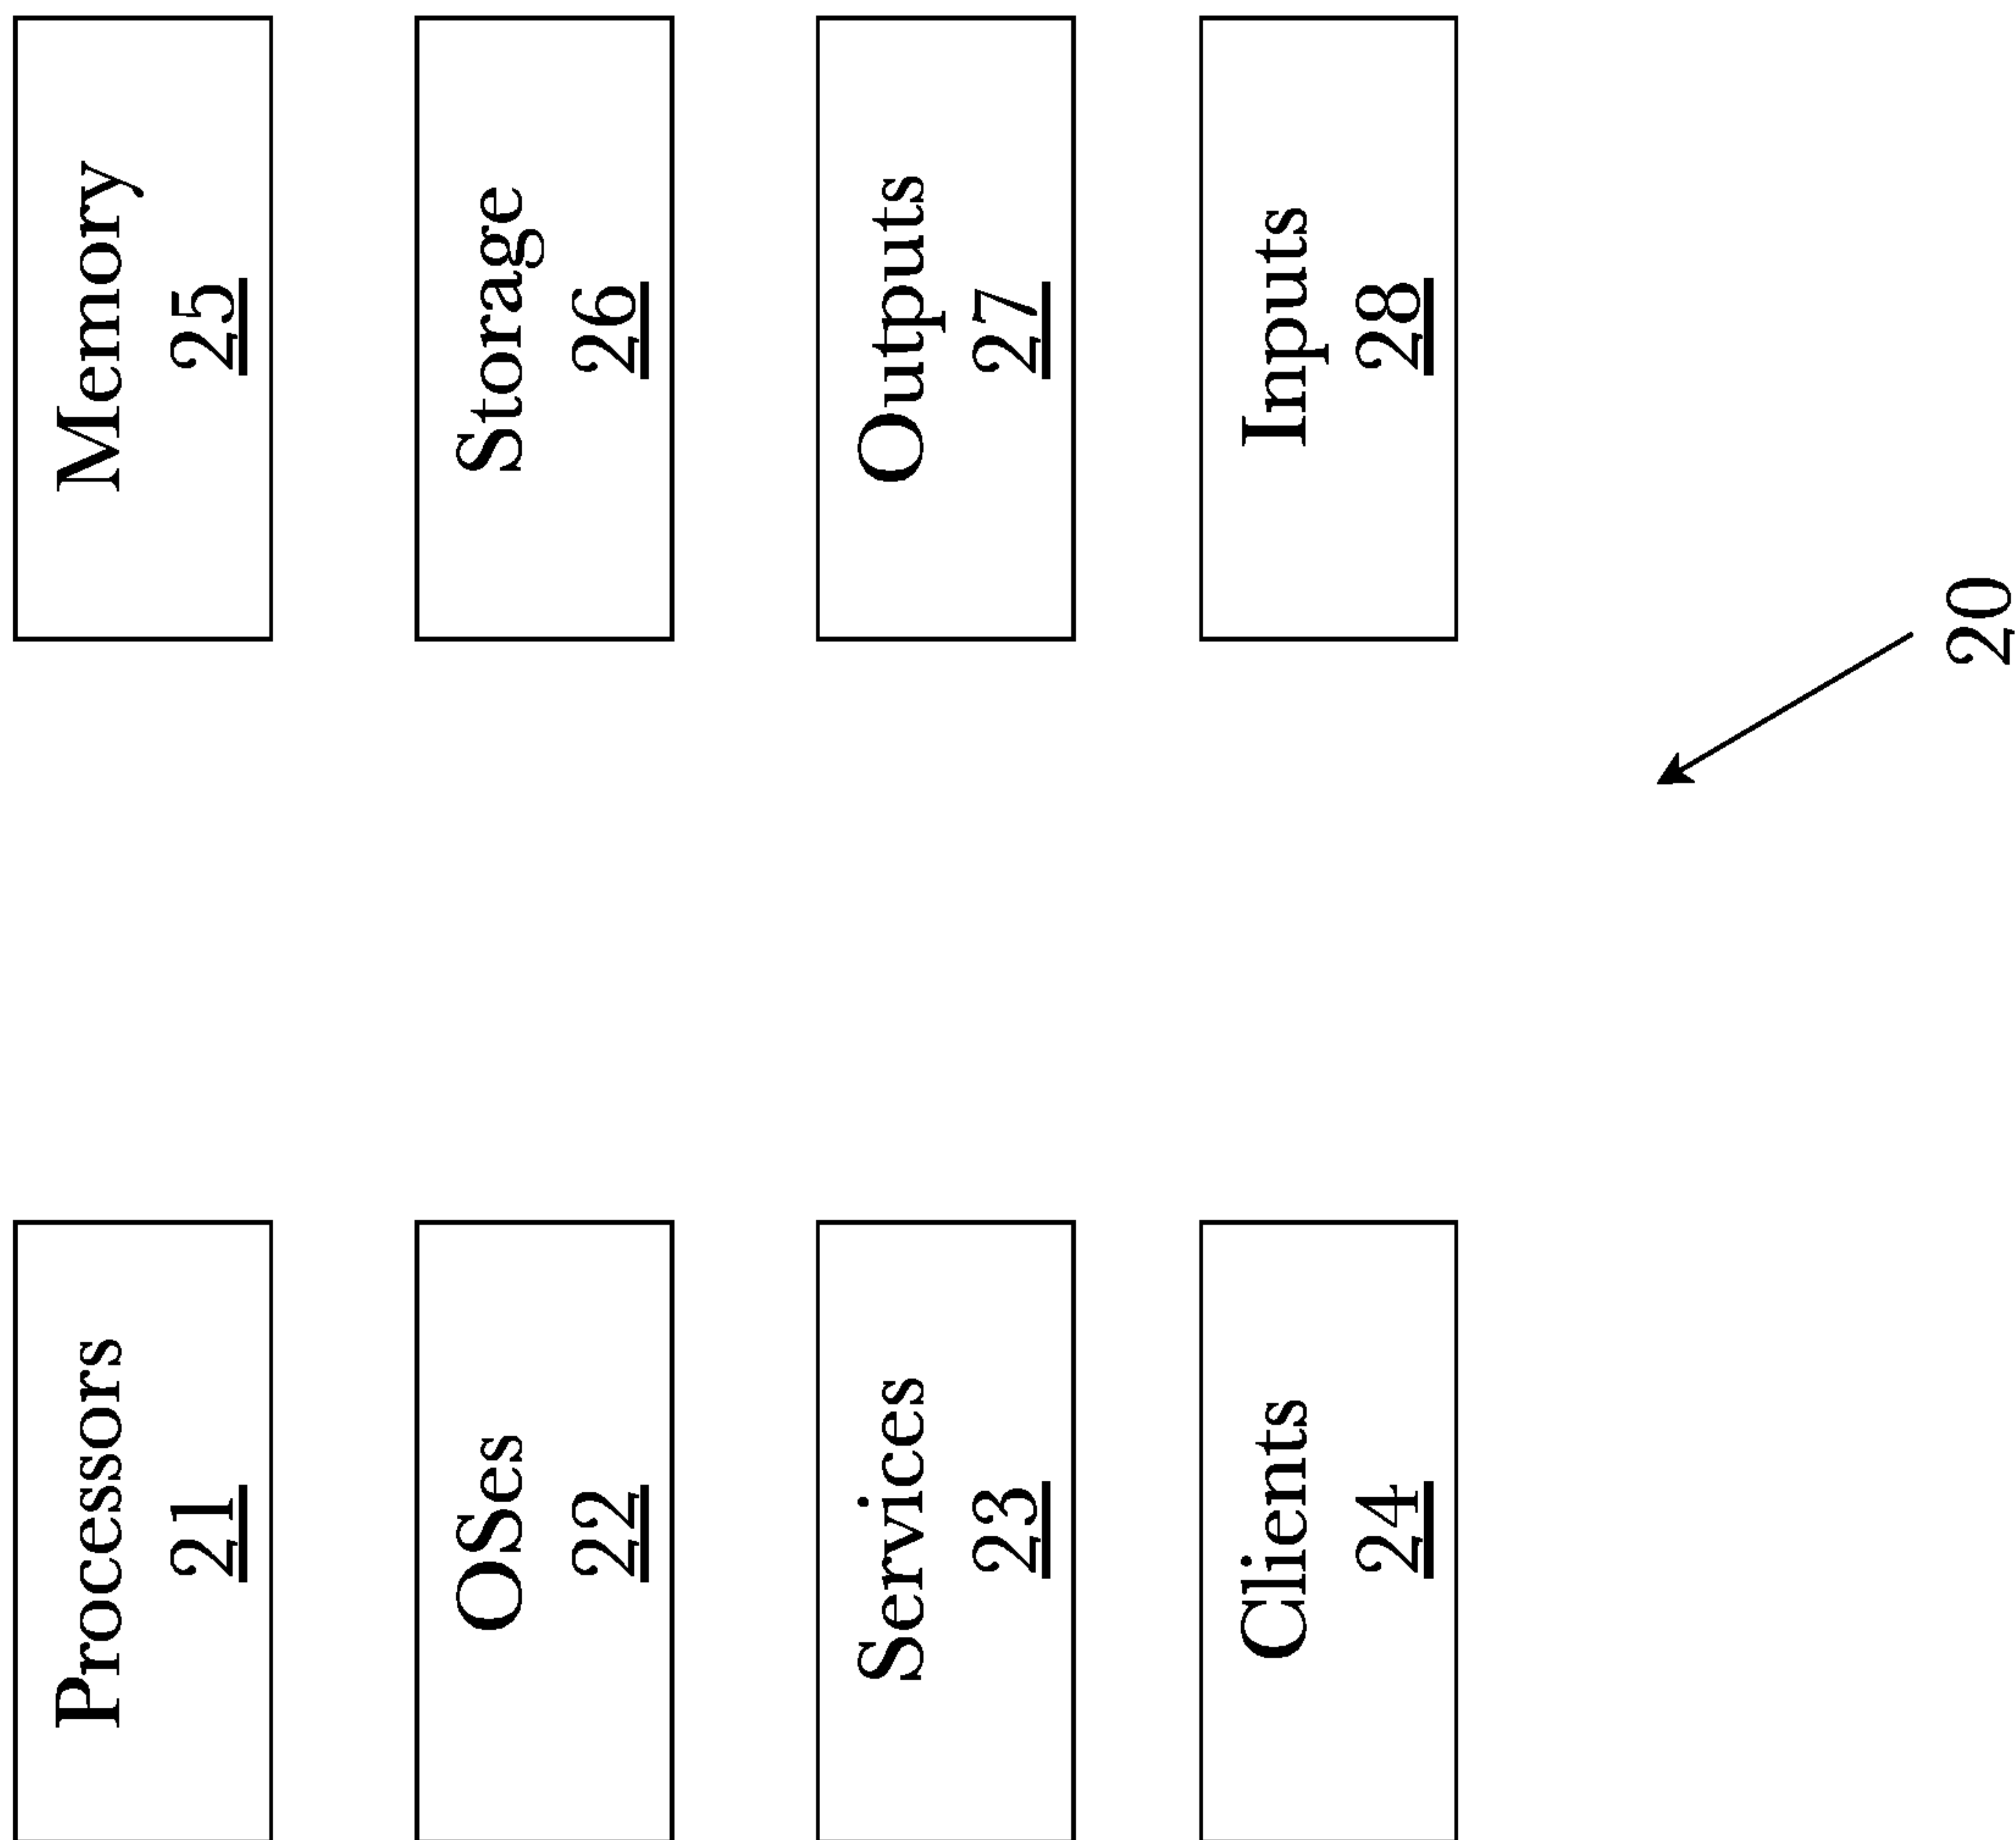 Processors
21
OSes
22
Services
23
Clients
24
Memory
25
Storage
26
Outputs
27
Inputs
28
20